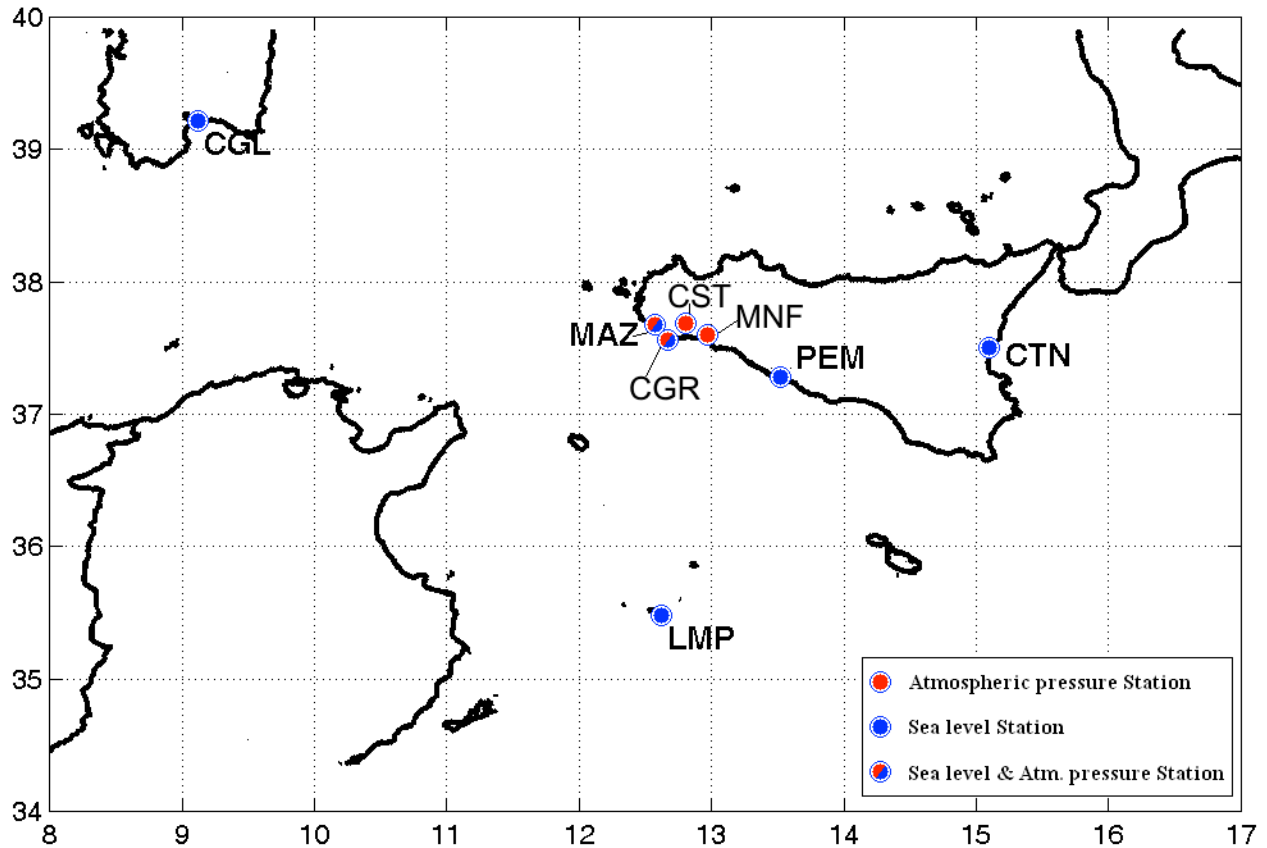 40
39
CGL
38
CST
MNF
MAZ
PEM
CTN
CGR
37
36
LMP
35
Atmospheric pressure Station
Sea level Station
Sea level & Atm. pressure Station
34
8 9 10 11 12 13 14 15 16 17